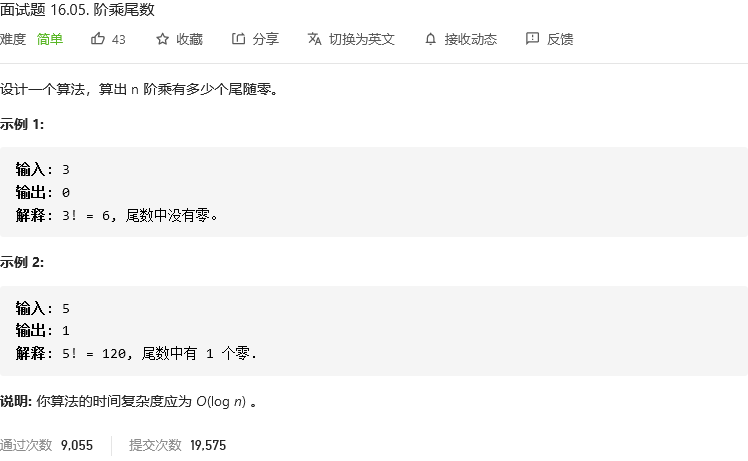 面试题 16.05. 阶乘尾数
难度 简单 43 收藏 分享 切换为英文 接收动态 反馈
设计一个算法，算出 n 阶乘有多少个尾随零。
示例 1:
输入: 3
输出: 0
解释: 3! = 6, 尾数中没有零。
示例 2:
输入: 5
输出: 1
解释: 5! = 120, 尾数中有 1 个零.
说明: 你算法的时间复杂度应为 O(log n) 。
通过次数 9,055 提交次数 19,575